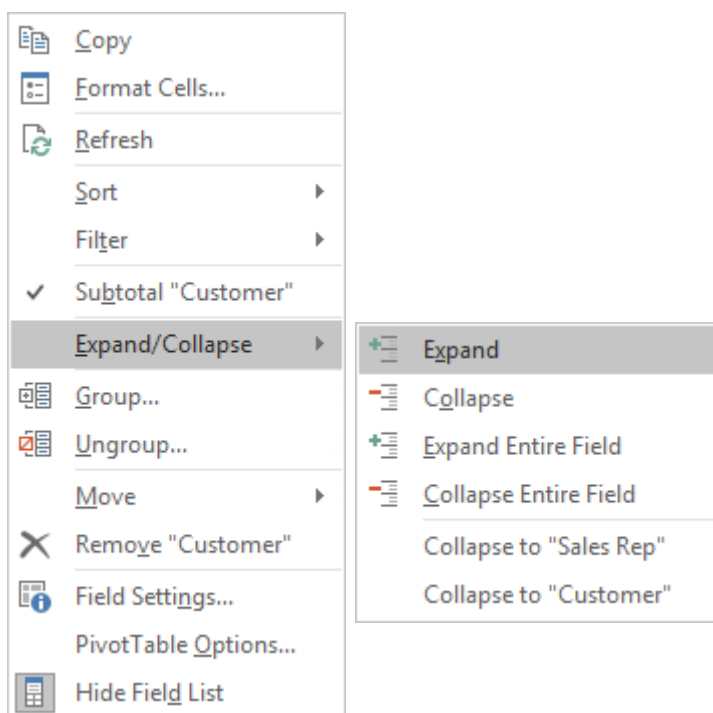 Copy
Format Cells...
Refresh
Sort
Filter
Subtotal "Customer"
Expand/Collapse
Group...
Ungroup...
Move
Remove "Customer"
Field Settings...
PivotTable Options...
Hide Field List
Expand
Collapse
Expand Entire Field
Collapse Entire Field
Collapse to "Sales Rep"
Collapse to "Customer"